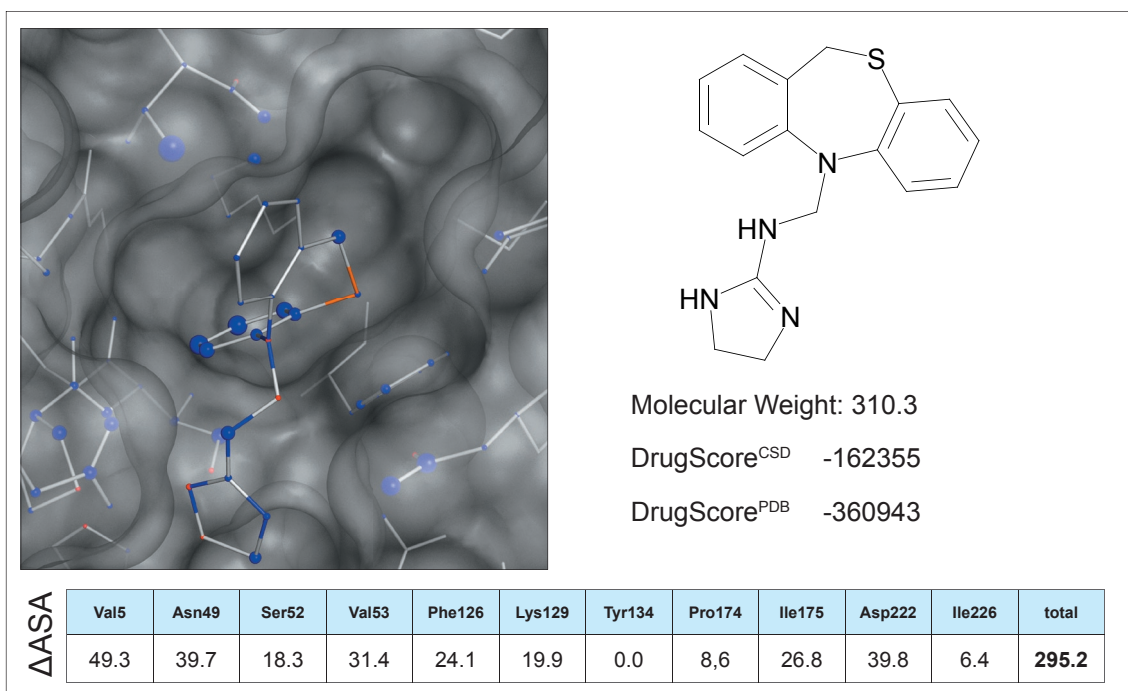 S
N
HN
HN
N
Molecular Weight: 310.3
DrugScoreCSD -162355
DrugScorePDB -360943
ΔASA
Val5 Asn49 Ser52 Val53 Phe126 Lys129 Tyr134 Pro174 Ile175 Asp222 Ile226 total
49.3 39.7 18.3 31.4 24.1 19.9 0.0 8,6 26.8 39.8 6.4 295.2